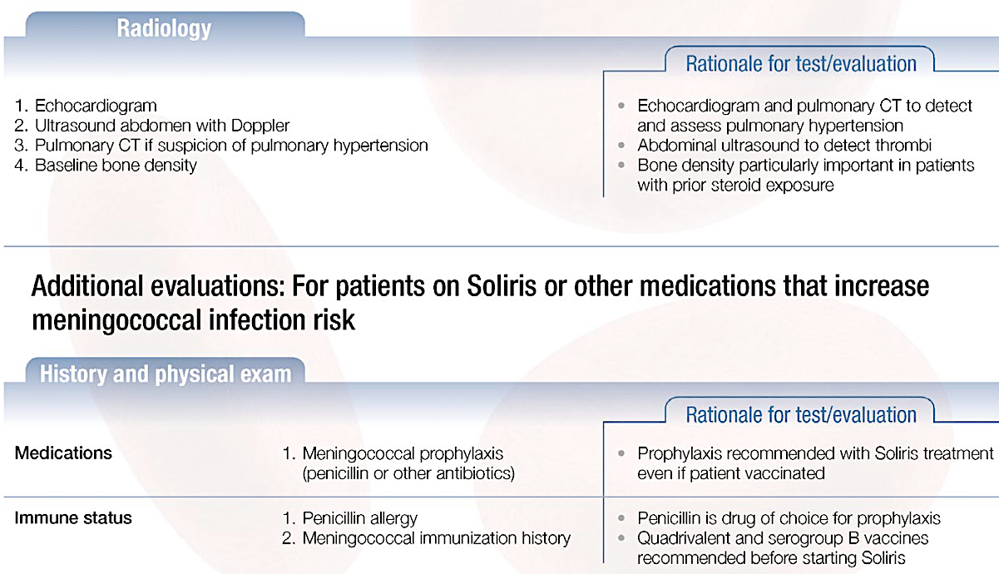 Radiology
Rationale for test/evaluation
1. Echocardiogram
2. Ultrasound abdomen with Doppler
3. Pulmonary CT if suspicion of pulmonary hypertension
4. Baseline bone density
• Echocardiogram and pulmonary CT to detect
and assess pulmonary hypertension
• Abdominal ultrasound to detect thrombi
• Bone density particularly important in patients
with prior steroid exposure
Additional evaluations: For patients on Soliris or other medications that increase
meningococcal infection risk
History and physical exam
Rationale for test/evaluation
Medications
1. Meningococcal prophylaxis
(penicillin or other antibiotics)
• Prophylaxis recommended with Soliris treatment
even if patient vaccinated
Immune status
1. Penicillin allergy
2. Meningococcal immunization history
• Penicillin is drug of choice for prophylaxis
• Quadrivalent and serogroup B vaccines
recommended before starting Soliris